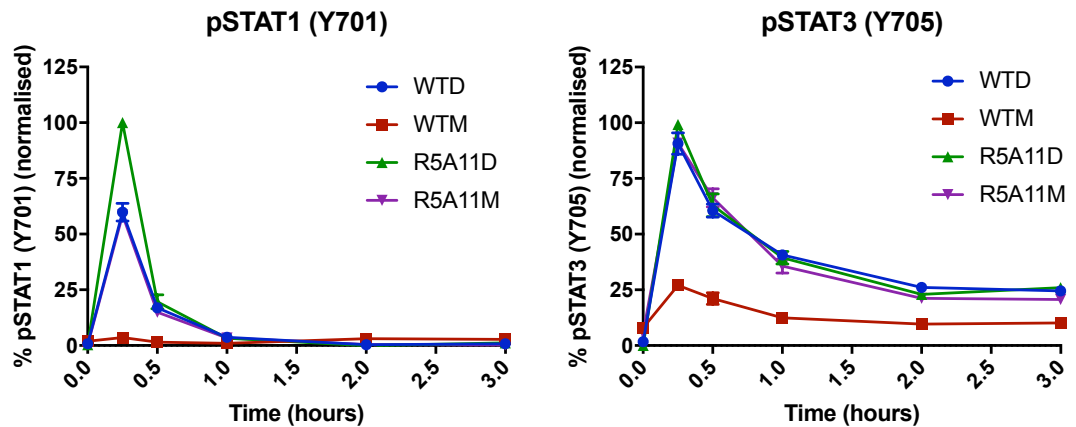 pSTAT1 (Y701)
% pSTAT1 (Y701) (normalised)
125
100
75
50
25
0
0.0
0.5
1.0
1.5
2.0
2.5
3.0
Time (hours)
WTD
WTM
R5A11D
R5A11M
pSTAT3 (Y705)
% pSTAT3 (Y705) (normalised)
125
100
75
50
25
0
0.0
0.5
1.0
1.5
2.0
2.5
3.0
Time (hours)
WTD
WTM
R5A11D
R5A11M